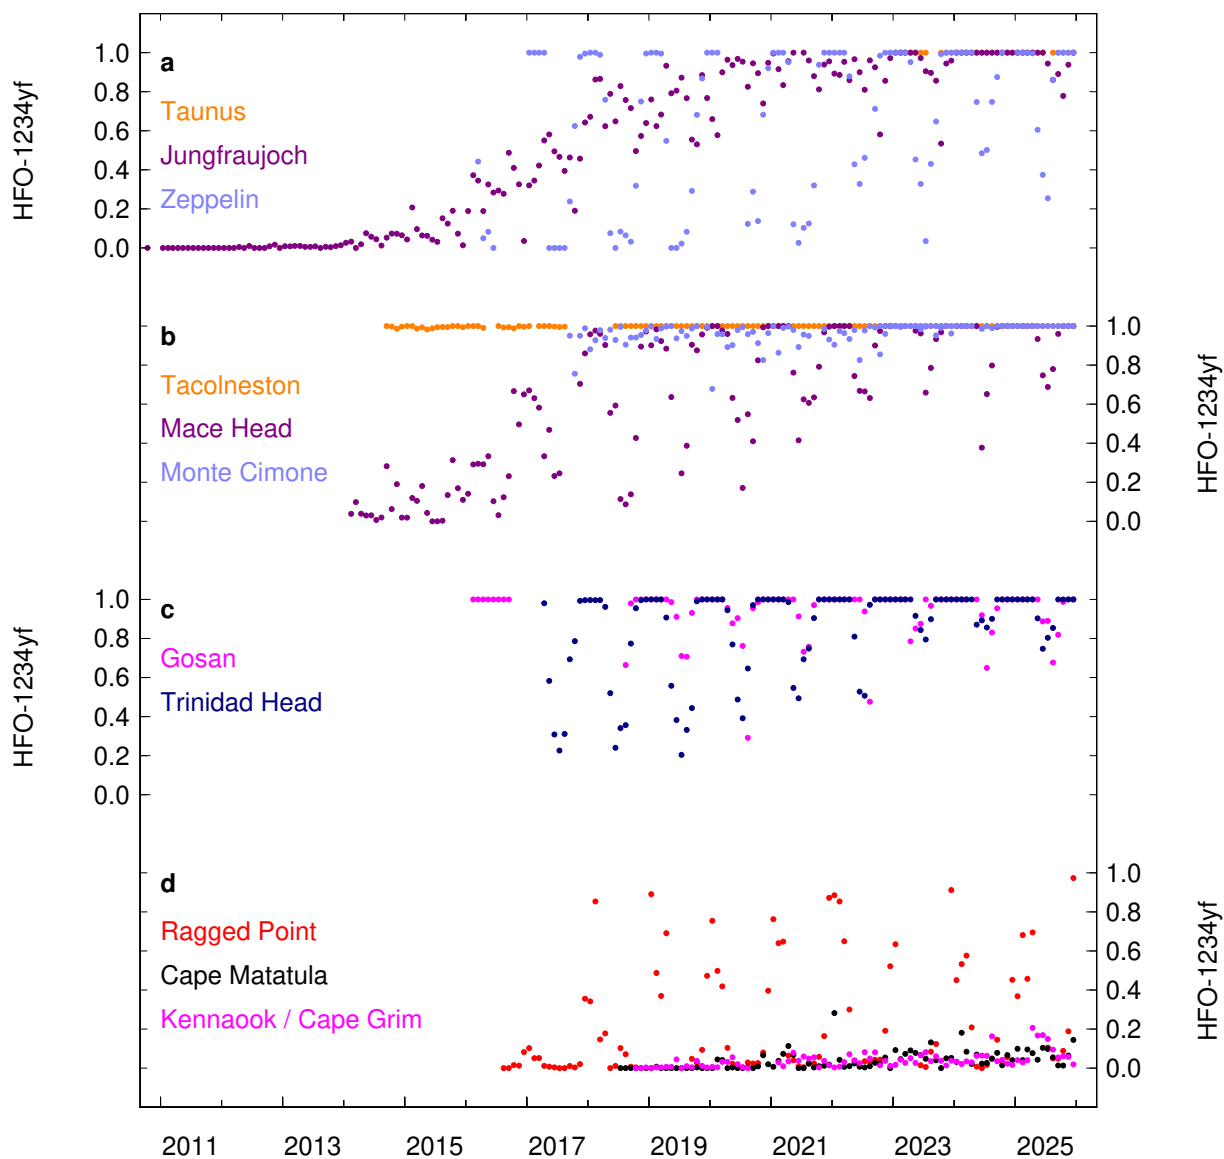 a
1.0
0.8
0.6
0.4
0.2
0.0
HFO-1234yf
Taunus
Jungfraujoch
Zeppelin
b
1.0
0.8
0.6
0.4
0.2
0.0
HFO-1234yf
Tacolneston
Mace Head
Monte Cimone
c
1.0
0.8
0.6
0.4
0.2
0.0
HFO-1234yf
Gosan
Trinidad Head
d
1.0
0.8
0.6
0.4
0.2
0.0
HFO-1234yf
Ragged Point
Cape Matatula
Kennaook / Cape Grim
2011 2013 2015 2017 2019 2021 2023 2025